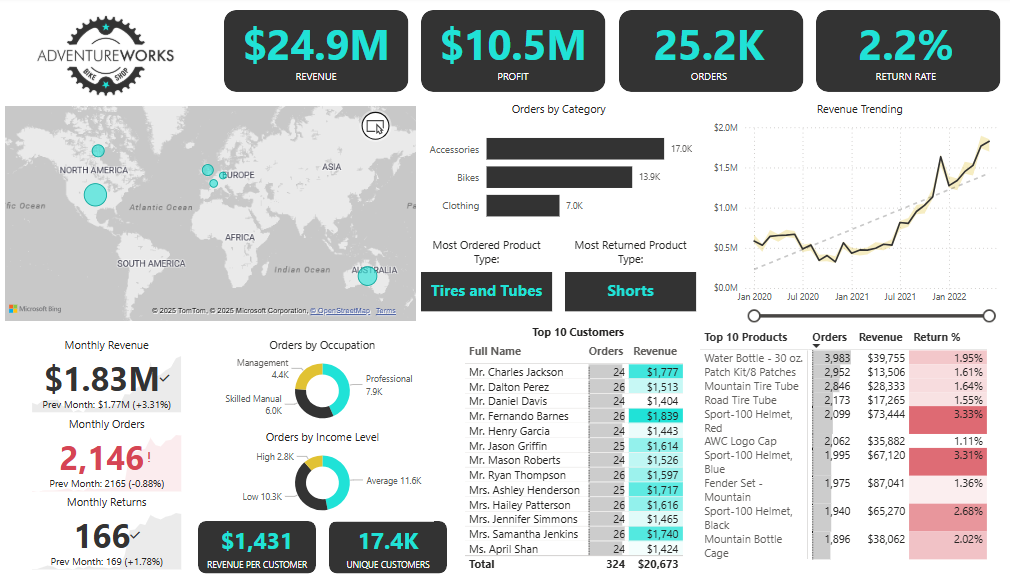 ADVENTUREWORKS
BIKE SHOP
$24.9M
REVENUE
$10.5M
PROFIT
25.2K
ORDERS
2.2%
RETURN RATE
NORTH AMERICA
EUROPE
ASIA
fic Ocean
Atlantic Ocean
Pa
AFRICA
SOUTH AMERICA
Indian Ocean
AUSTRALIA
Microsoft Bing
© 2025 TomTom, © 2025 Microsoft Corporation, © OpenStreetMap Terms
Orders by Category
Accessories 17.0K
Bikes 13.9K
Clothing 7.0K
Most Ordered Product
Type:
Tires and Tubes
Most Returned Product
Type:
Shorts
Revenue Trending
$2.0M
$1.5M
$1.0M
$0.5M
$0.0M
Jan 2020 Jul 2020 Jan 2021 Jul 2021 Jan 2022
Monthly Revenue
$1.83M
Prev Month: $1.77M (+3.31%)
Monthly Orders
2,146!
Prev Month: 2165 (-0.88%)
Monthly Returns
166
Prev Month: 169 (+1.78%)
Orders by Occupation
Management
4.4K
Professional
7.9K
Skilled Manual
6.0K
Orders by Income Level
High 2.8K
Average 11.6K
Low 10.3K
$1,431
REVENUE PER CUSTOMER
17.4K
UNIQUE CUSTOMERS
Top 10 Customers
Full Name Orders Revenue
Mr. Charles Jackson 24 $1,777
Mr. Dalton Perez 26 $1,513
Mr. Daniel Davis 24 $1,404
Mr. Fernando Barnes 26 $1,839
Mr. Henry Garcia 24 $1,443
Mr. Jason Griffin 25 $1,614
Mr. Mason Roberts 24 $1,526
Mr. Ryan Thompson 26 $1,597
Mrs. Ashley Henderson 25 $1,717
Mrs. Hailey Patterson 26 $1,616
Mrs. Jennifer Simmons 24 $1,465
Mrs. Samantha Jenkins 26 $1,740
Ms. April Shan 24 $1,424
Total 324 $20,673
Top 10 Products Orders Revenue Return %
Water Bottle - 30 oz. 3,983 $39,755 1.95%
Patch Kit/8 Patches 2,952 $13,506 1.61%
Mountain Tire Tube 2,846 $28,333 1.64%
Road Tire Tube 2,173 $17,265 1.55%
Sport-100 Helmet, 2,099 $73,444 3.33%
Red
AWC Logo Cap 2,062 $35,882 1.11%
Sport-100 Helmet, 1,995 $67,120 3.31%
Blue
Fender Set - 1,975 $87,041 1.36%
Mountain
Sport-100 Helmet, 1,940 $65,270 2.68%
Black
Mountain Bottle 1,896 $38,062 2.02%
Cage